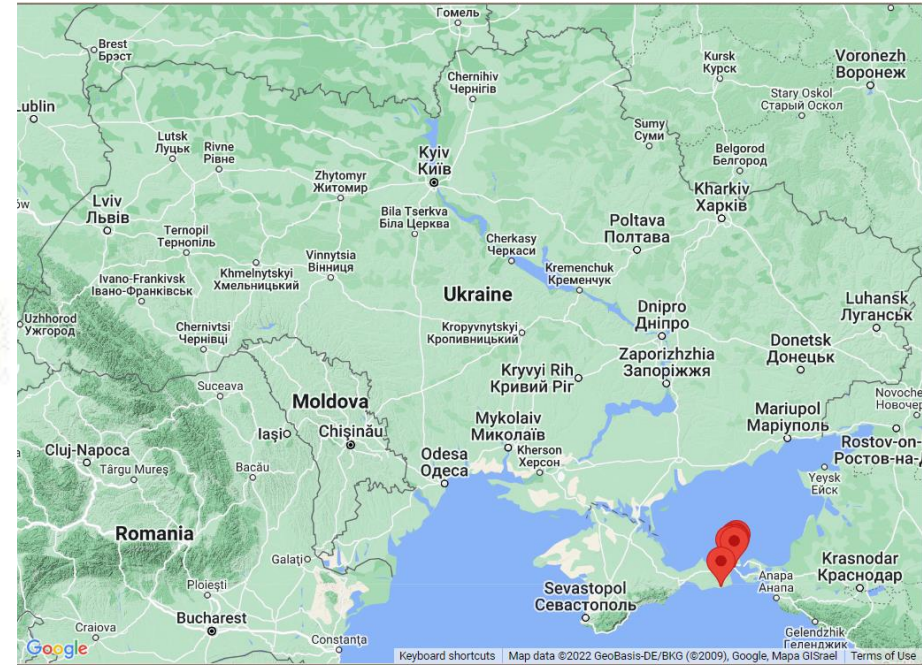 Гомель
Brest
Брэст
Kursk
Курск
Voronezh
Воронеж
Chernihiv
Чернігів
Stary Oskol
Старый Оскол
Lublin
Sumy
Суми
Lutsk
Луцьк
Rivne
Рівне
Kyiv
Київ
Belgorod
Белгород
Zhytomyr
Житомир
Kharkiv
Харків
Lviv
Львів
Bila Tserkva
Біла Церква
Poltava
Полтава
Ternopil
Тернопіль
Cherkasy
Черкаси
Vinnytsia
Вінниця
Khmelnytskyi
Хмельницький
Kremenchuk
Кременчук
Ivano-Frankivsk
Івано-Франківськ
Ukraine
Luhansk
Луганськ
Uzhhorod
Ужгород
Dnipro
Дніпро
Chernivtsi
Чернівці
Kropyvnytskyi
Кропивницький
Donetsk
Донецьк
Zaporizhzhia
Запоріжжя
Kryvyi Rih
Кривий Ріг
Suceava
Novoche
Новочер
Moldova
Mariupol
Маріуполь
Mykolaiv
Миколаїв
Iași
Chișinău
Rostov-on-
Ростов-на-Д
Cluj-Napoca
Odesa
Одеса
Kherson
Херсон
Târgu Mureș
Bacău
Yeysk
Ейск
Romania
Galați
Krasnodar
Краснодар
Anapa
Анапа
Ploiești
Sevastopol
Севастополь
Bucharest
Craiova
Constanța
Gelendzhik
Геленджик
Google
Keyboard shortcuts
Map data ©2022 GeoBasis-DE/BKG (©2009), Google, Mapa GISrael
Terms of Use